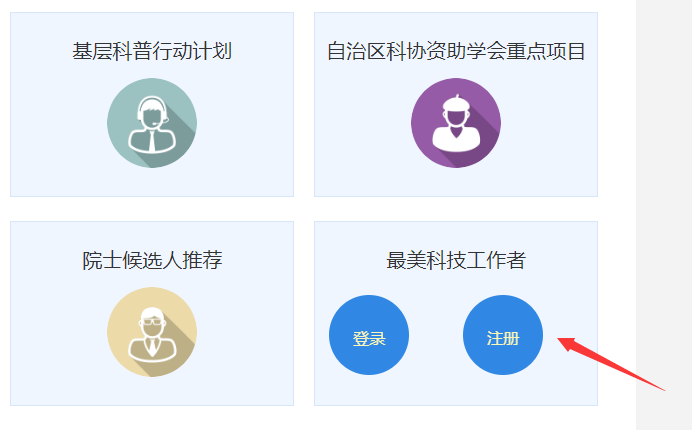 基层科普行动计划
自治区科协资助学会重点项目
院士候选人推荐
最美科技工作者
登录
注册